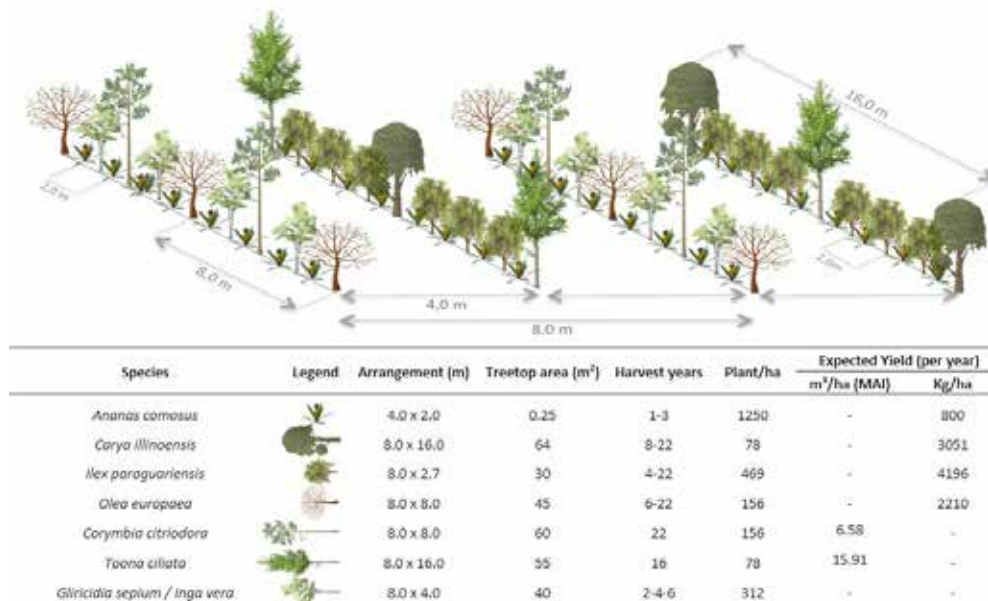 16,0 m
2,0 m
8,0 m
2,0m
4,0 m
8.0 m
Species Legend Arrangement (m) Treetop area (m²) Harvest years Plant/ha Expected Yield (per year)
m³/ha (MAI) Kg/ha
Ananas comosus 4.0 x 2.0 0.25 1-3 1250 - 800
Carya illinoensis 8.0 x 16.0 64 8-22 78 - 3051
Ilex paraguariensis 8.0 x 2.7 30 4-22 469 - 4196
Olea europaea 8.0 x 8.0 45 6-22 156 - 2210
Corymbia citriodora 8.0 x 8.0 60 22 156 6.58 -
Toona ciliata 8.0 x 16.0 55 16 78 15.91 -
Gliricidia sepium / Inga vera 8.0 x 4.0 40 2-4-6 312 - -